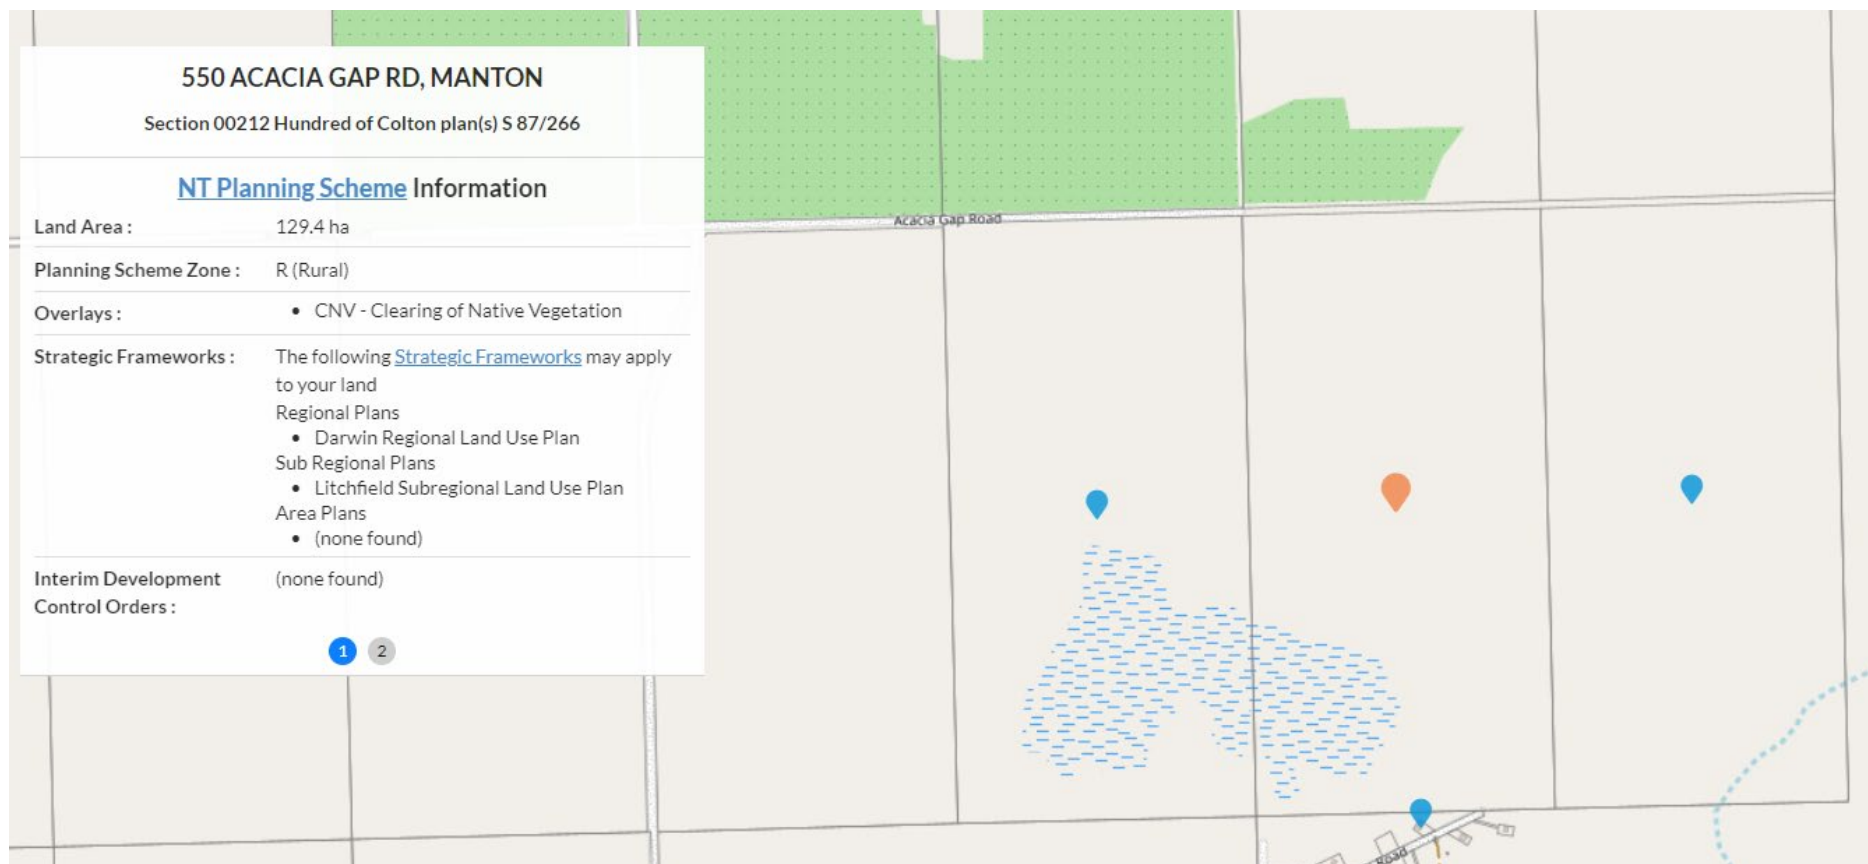 550 ACACIA GAP RD, MANTON
Section 00212 Hundred of Colton plan(s) S 87/266
NT Planning Scheme Information
Land Area : 129.4 ha
Planning Scheme Zone : R (Rural)
Overlays : • CNV - Clearing of Native Vegetation
Strategic Frameworks : The following Strategic Frameworks may apply
to your land
Regional Plans
• Darwin Regional Land Use Plan
Sub Regional Plans
• Litchfield Subregional Land Use Plan
Area Plans
• (none found)
Interim Development (none found)
Control Orders :
1 2
Acacia Gap Road
Road